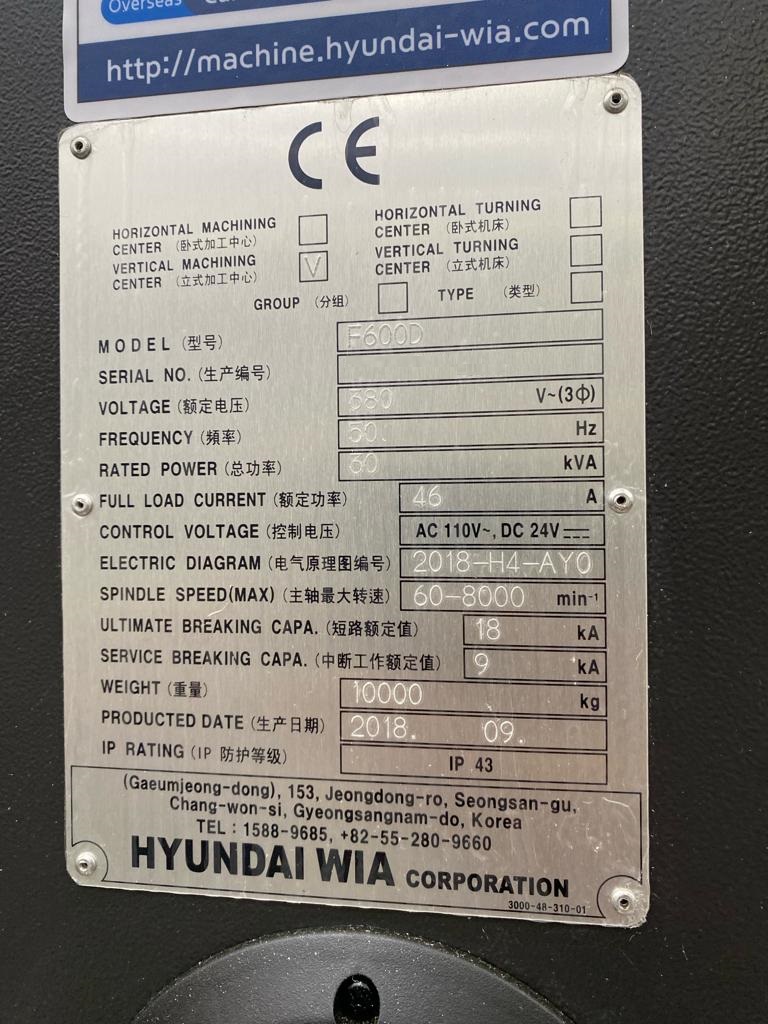 Overseas
http://machine.hyundai-wia.com
CE
HORIZONTAL MACHINING CENTER (卧式加工中心)
HORIZONTAL TURNING CENTER (卧式机床)
VERTICAL MACHINING CENTER (立式加工中心) V
VERTICAL TURNING CENTER (立式机床)
GROUP (分组) TYPE (类型)
MODEL (型号) F600D
SERIAL NO. (生产编号)
VOLTAGE (额定电压) V~(3Φ)
FREQUENCY (频率) 50. Hz
RATED POWER (总功率) kVA
FULL LOAD CURRENT (额定功率) 46 A
CONTROL VOLTAGE (控制电压) AC 110V~, DC 24V⎓
ELECTRIC DIAGRAM (电气原理图编号) 2018-H4-AY0
SPINDLE SPEED(MAX) (主轴最大转速) 60-8000 min⁻¹
ULTIMATE BREAKING CAPA. (短路额定值) 18 kA
SERVICE BREAKING CAPA. (中断工作额定值) 9 kA
WEIGHT (重量) 10000 kg
PRODUCTED DATE (生产日期) 2018. 09.
IP RATING (IP 防护等级) IP 43
(Gaeumjeong-dong), 153, Jeongdong-ro, Seongsan-gu,
Chang-won-si, Gyeongsangnam-do, Korea
TEL : 1588-9685, +82-55-280-9660
HYUNDAI WIA CORPORATION
3000-48-310-01